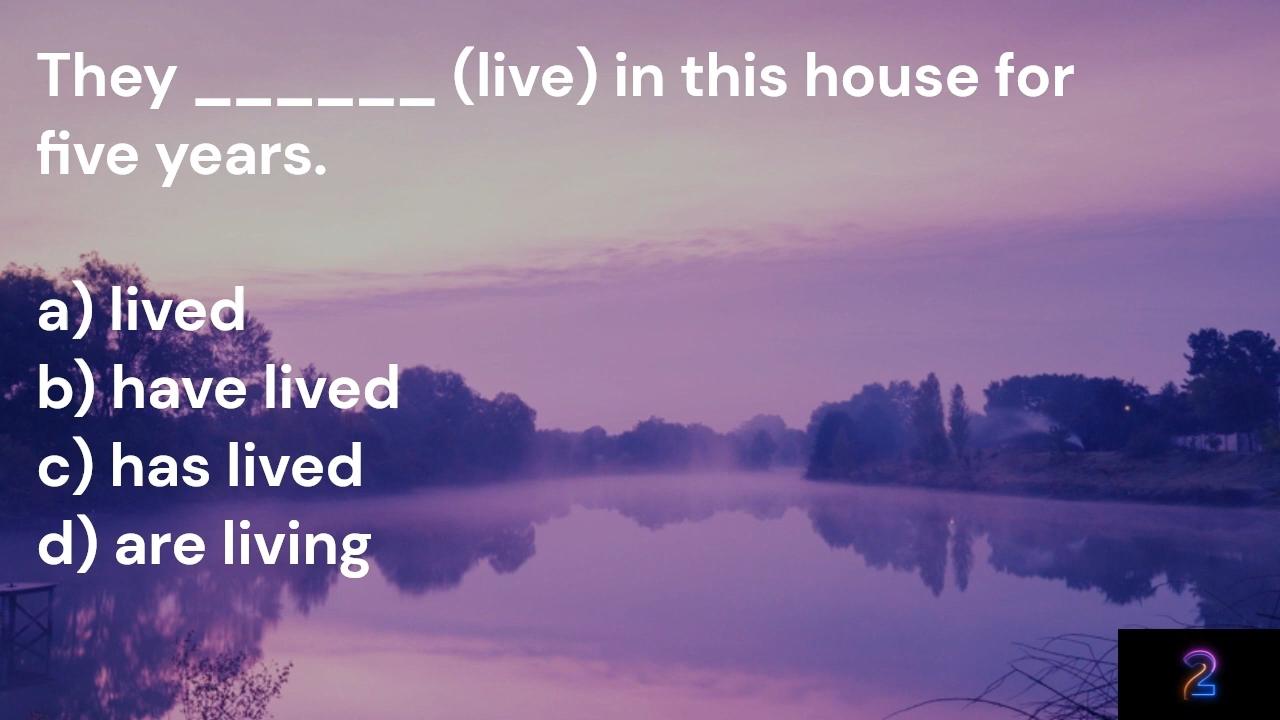 They ______ (live) in this house for
five years.
a) lived
b) have lived
c) has lived
d) are living
2